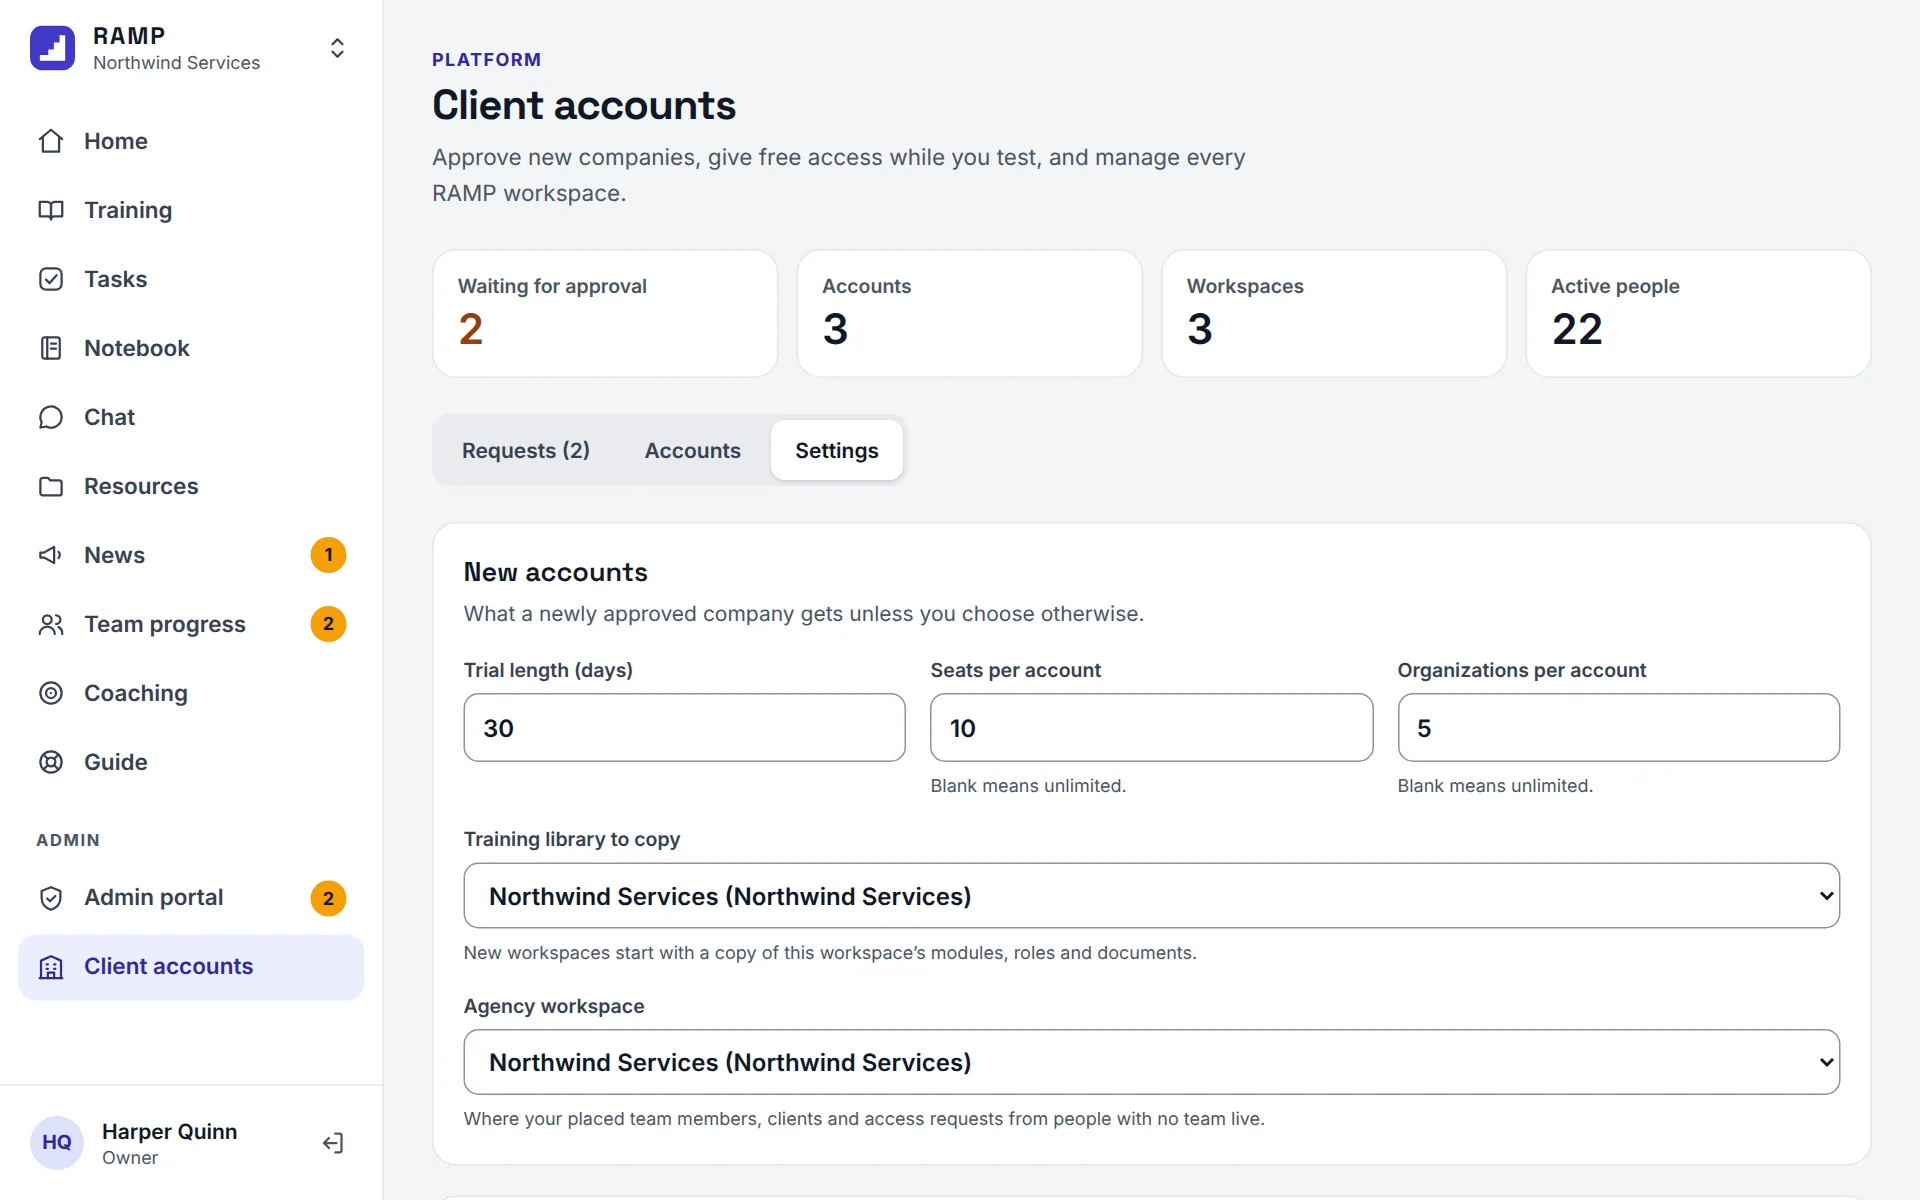 RAMP
Northwind Services
Home
Training
Tasks
Notebook
Chat
Resources
News 1
Team progress 2
Coaching
Guide
ADMIN
Admin portal 2
Client accounts
HQ
Harper Quinn
Owner
PLATFORM
Client accounts
Approve new companies, give free access while you test, and manage every
RAMP workspace.
Waiting for approval
2
Accounts
3
Workspaces
3
Active people
22
Requests (2) Accounts Settings
New accounts
What a newly approved company gets unless you choose otherwise.
Trial length (days)
30
Seats per account
10
Blank means unlimited.
Organizations per account
5
Blank means unlimited.
Training library to copy
Northwind Services (Northwind Services)
New workspaces start with a copy of this workspace’s modules, roles and documents.
Agency workspace
Northwind Services (Northwind Services)
Where your placed team members, clients and access requests from people with no team live.